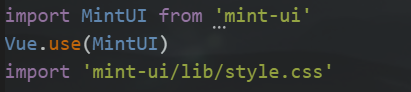 import MintUI from 'mint-ui'
Vue.use(MintUI)
import 'mint-ui/lib/style.css'